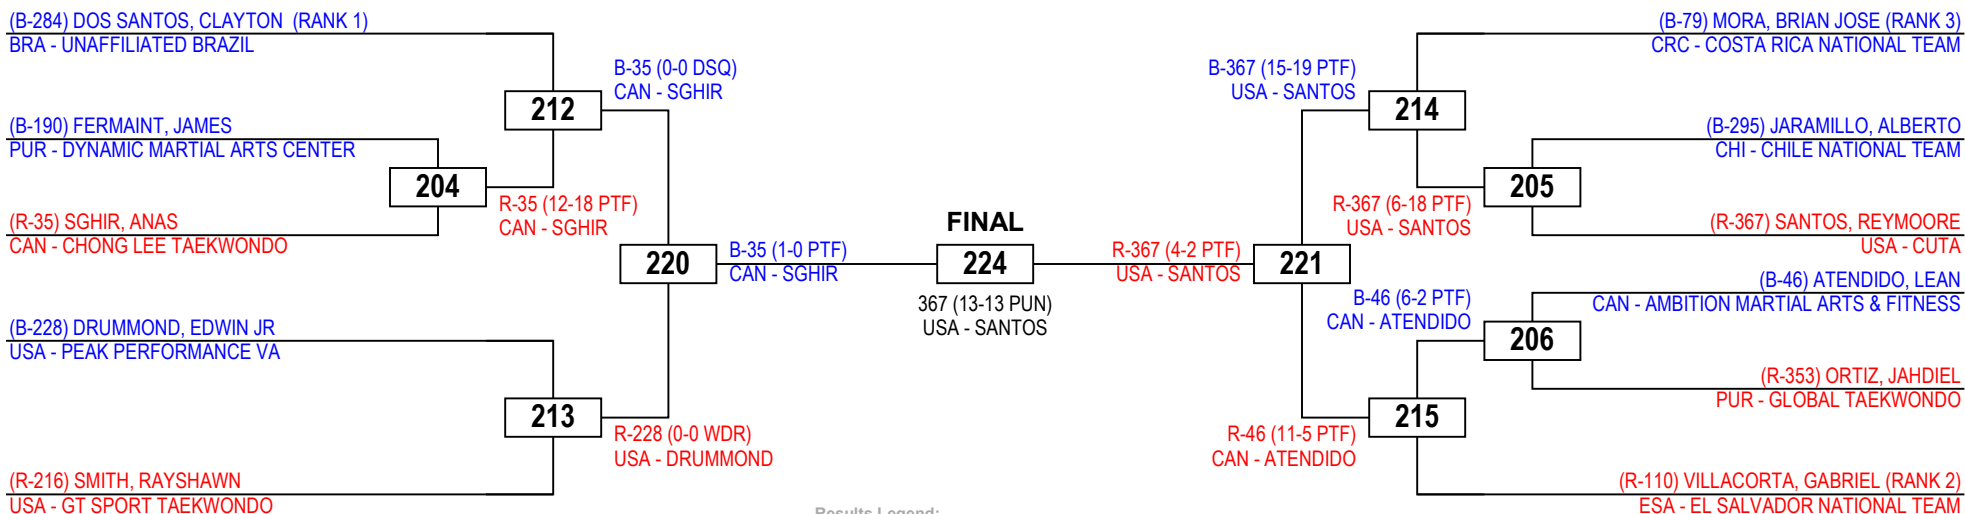 (B-284) DOS SANTOS, CLAYTON  (RANK 1)
BRA - UNAFFILIATED BRAZIL
(B-190) FERMAINT, JAMES
PUR - DYNAMIC MARTIAL ARTS CENTER
(R-35) SGHIR, ANAS
CAN - CHONG LEE TAEKWONDO
(B-228) DRUMMOND, EDWIN JR
USA - PEAK PERFORMANCE VA
(R-216) SMITH, RAYSHAWN
USA - GT SPORT TAEKWONDO
204
R-35 (12-18 PTF)
CAN - SGHIR
212
B-35 (0-0 DSQ)
CAN - SGHIR
213
R-228 (0-0 WDR)
USA - DRUMMOND
220
B-35 (1-0 PTF)
CAN - SGHIR
FINAL
224
367 (13-13 PUN)
USA - SANTOS
R-367 (4-2 PTF)
USA - SANTOS
221
B-367 (15-19 PTF)
USA - SANTOS
214
R-367 (6-18 PTF)
USA - SANTOS
205
B-46 (6-2 PTF)
CAN - ATENDIDO
206
R-46 (11-5 PTF)
CAN - ATENDIDO
215
(B-79) MORA, BRIAN JOSE (RANK 3)
CRC - COSTA RICA NATIONAL TEAM
(B-295) JARAMILLO, ALBERTO
CHI - CHILE NATIONAL TEAM
(R-367) SANTOS, REYMOORE
USA - CUTA
(B-46) ATENDIDO, LEAN
CAN - AMBITION MARTIAL ARTS & FITNESS
(R-353) ORTIZ, JAHDIEL
PUR - GLOBAL TAEKWONDO
(R-110) VILLACORTA, GABRIEL (RANK 2)
ESA - EL SALVADOR NATIONAL TEAM
Results Legend: